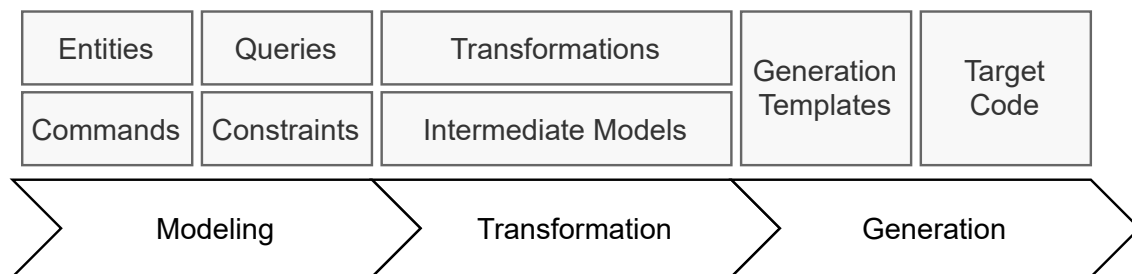 Entities
Queries
Transformations
Generation
Templates
Target
Code
Commands
Constraints
Intermediate Models
Modeling
Transformation
Generation